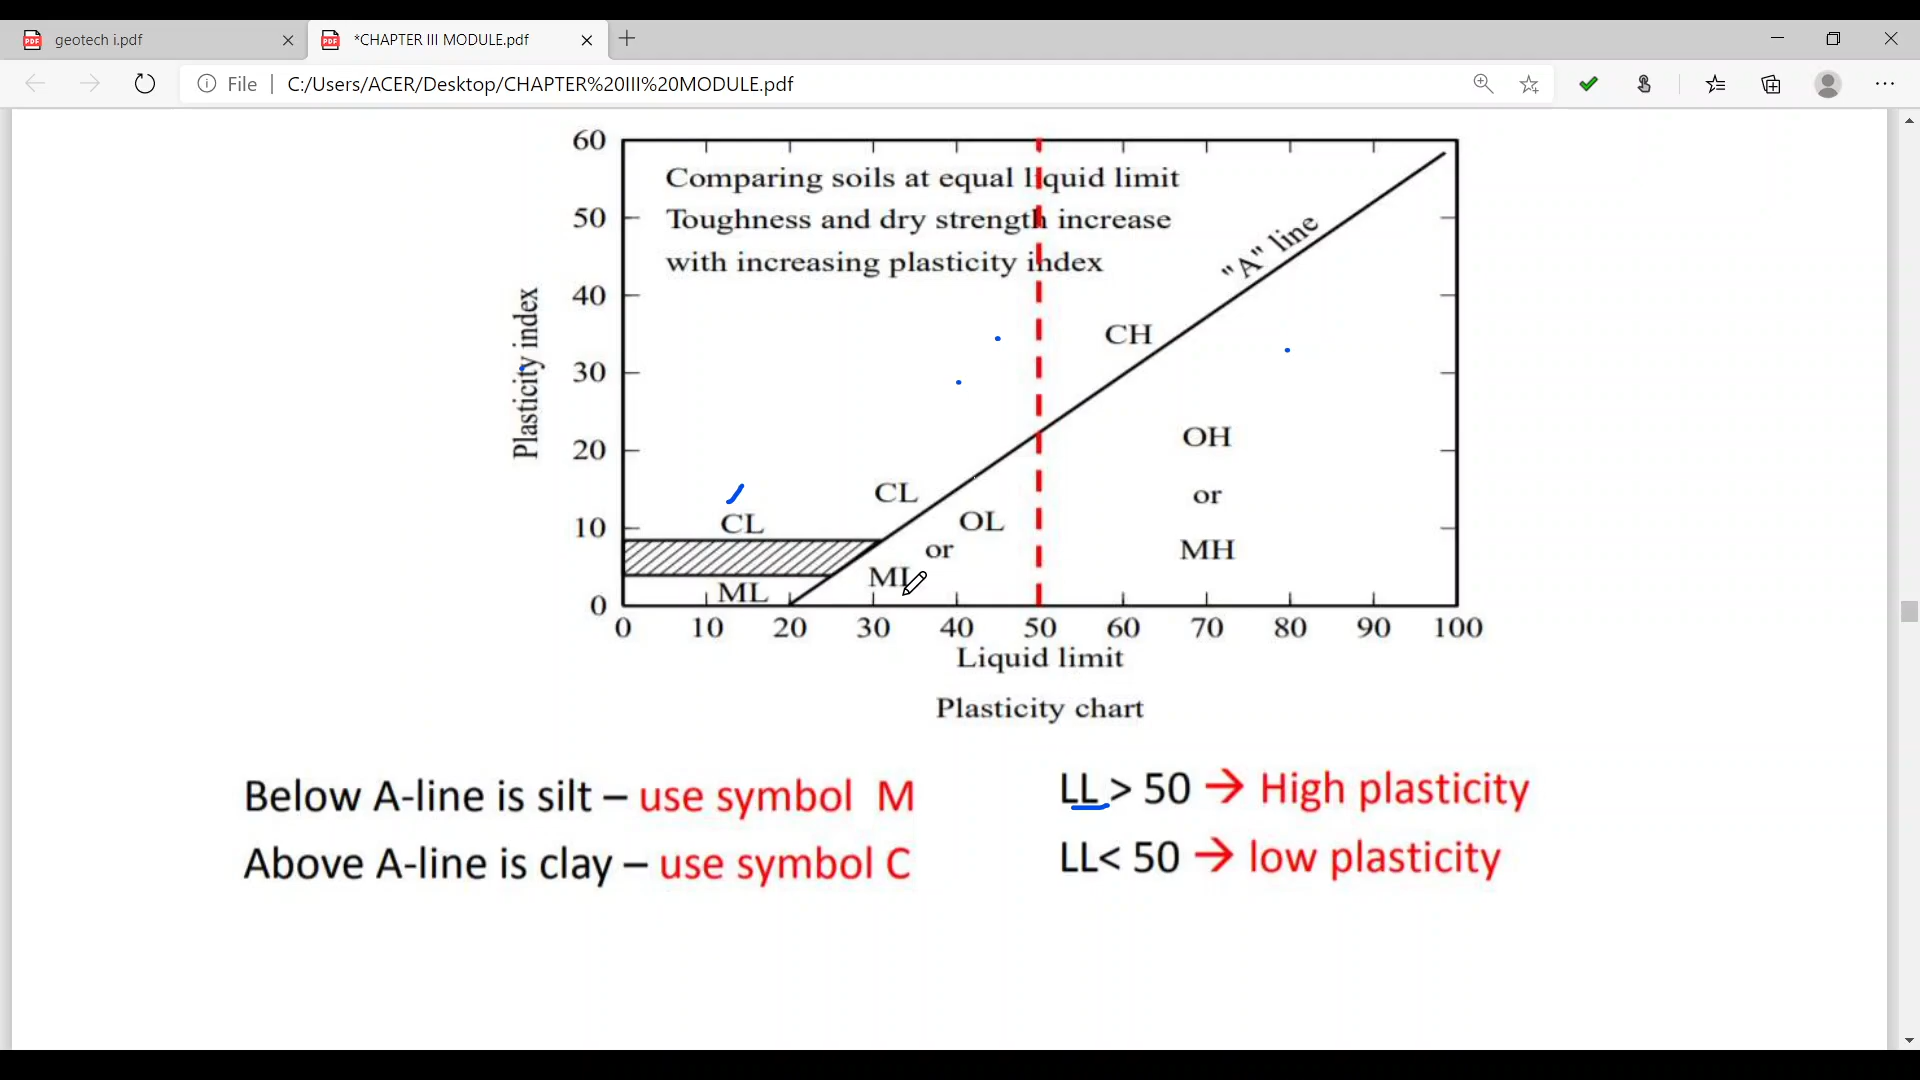 geotech i.pdf
*CHAPTER III MODULE.pdf
File | C:/Users/ACER/Desktop/CHAPTER%20III%20MODULE.pdf
60
Comparing soils at equal liquid limit
50
Toughness and dry strength increase
with increasing plasticity index
"A" line
40
CH
Plasticity index
30
20
OH
CL
or
10
CL
OL
MH
or
ML
ML
0
0 10 20 30 40 50 60 70 80 90 100
Liquid limit
Plasticity chart
Below A-line is silt – use symbol M
Above A-line is clay – use symbol C
LL > 50 → High plasticity
LL< 50 → low plasticity